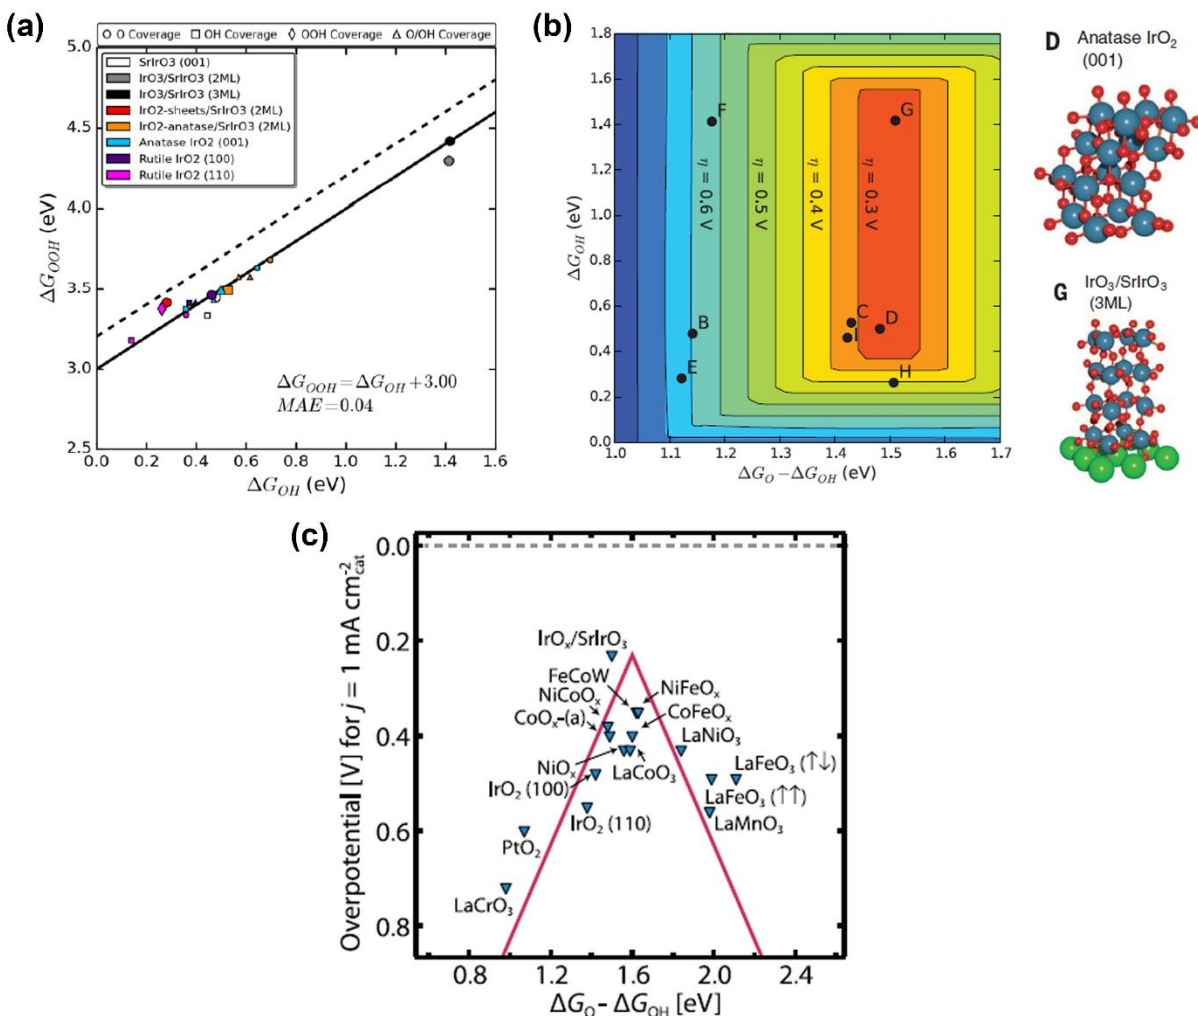 (a)
O Coverage OH Coverage OOH Coverage O/OH Coverage
SrIrO3 (001)
IrO3/SrIrO3 (2ML)
IrO3/SrIrO3 (3ML)
IrO2-sheets/SrIrO3 (2ML)
IrO2-anatase/SrIrO3 (2ML)
Anatase IrO2 (001)
Rutile IrO2 (100)
Rutile IrO2 (110)
5.0
4.5
4.0
3.5
3.0
2.5
ΔG_OOH (eV)
ΔG_OOH = ΔG_OH + 3.00
MAE = 0.04
0.0 0.2 0.4 0.6 0.8 1.0 1.2 1.4 1.6
ΔG_OH (eV)
(b)
1.8
1.6
1.4
1.2
1.0
0.8
0.6
0.4
0.2
0.0
ΔG_OH (eV)
F
G
η = 0.6 V
η = 0.5 V
η = 0.4 V
η = 0.3 V
B
C
D
I
E
H
1.0 1.1 1.2 1.3 1.4 1.5 1.6 1.7
ΔG_O − ΔG_OH (eV)
D Anatase IrO₂
(001)
G IrO₃/SrIrO₃
(3ML)
(c)
0.0
0.2
0.4
0.6
0.8
Overpotential [V] for j = 1 mA cm⁻²cat
IrOₓ/SrIrO₃
FeCoW
NiFeOₓ
NiCoOₓ
CoFeOₓ
CoOₓ-(a)
LaNiO₃
NiOₓ
LaCoO₃
LaFeO₃ (↑↓)
IrO₂ (100)
LaFeO₃ (↑↑)
IrO₂ (110)
LaMnO₃
PtO₂
LaCrO₃
0.8 1.2 1.6 2.0 2.4
ΔG_O − ΔG_OH [eV]